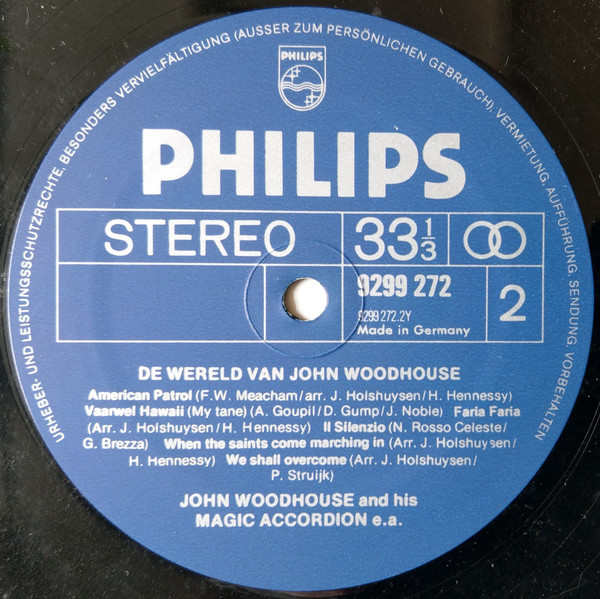 URHEBER- UND LEISTUNGSSCHUTZRECHTE, BESONDERS VERVIELFÄLTIGUNG (AUSSER ZUM PERSÖNLICHEN GEBRAUCH), VERMIETUNG, AUFFÜHRUNG, SENDUNG, VORBEHALTEN
PHILIPS
PHILIPS
STEREO 33 1/3
9299 272
9299 272.2Y
Made in Germany
2
DE WERELD VAN JOHN WOODHOUSE
American Patrol (F.W. Meacham/arr. J. Holshuysen/H. Hennessy)
Vaarwel Hawaii (My tane) (A. Goupil/D. Gump/J. Noble) Faria Faria
(Arr. J. Holshuysen/H. Hennessy) Il Silenzio (N. Rosso Celeste/
G. Brezza) When the saints come marching in (Arr. J. Holshuysen/
H. Hennessy) We shall overcome (Arr. J. Holshuysen/
P. Struijk)
JOHN WOODHOUSE and his
MAGIC ACCORDION e.a.